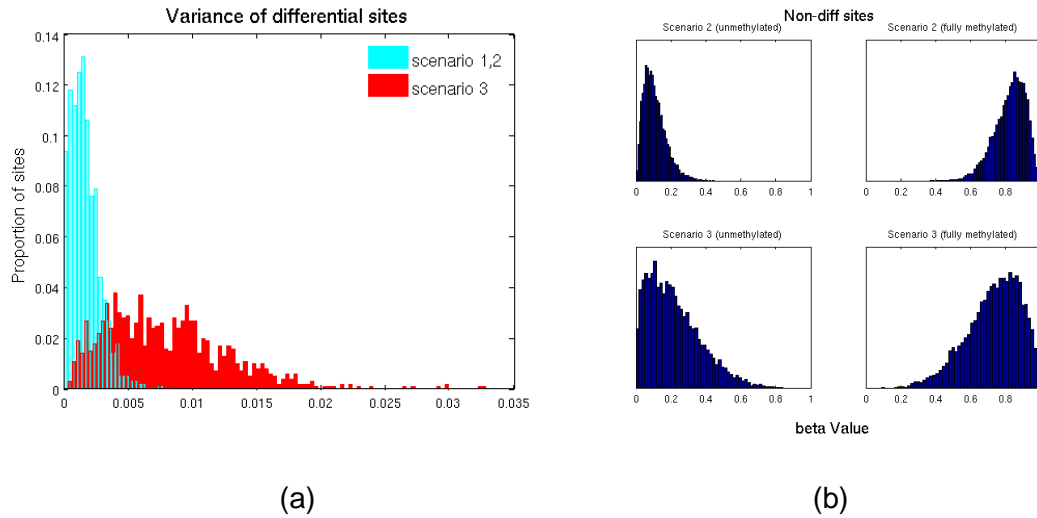 Variance of differential sites
0.14
0.12
0.1
0.08
0.06
0.04
0.02
0
Proportion of sites
scenario 1,2
scenario 3
0 0.005 0.01 0.015 0.02 0.025 0.03 0.035
(a)
Non-diff sites
Scenario 2 (unmethylated)
0 0.2 0.4 0.6 0.8 1
Scenario 2 (fully methylated)
0 0.2 0.4 0.6 0.8
Scenario 3 (unmethylated)
0 0.2 0.4 0.6 0.8 1
Scenario 3 (fully methylated)
0 0.2 0.4 0.6 0.8
beta Value
(b)